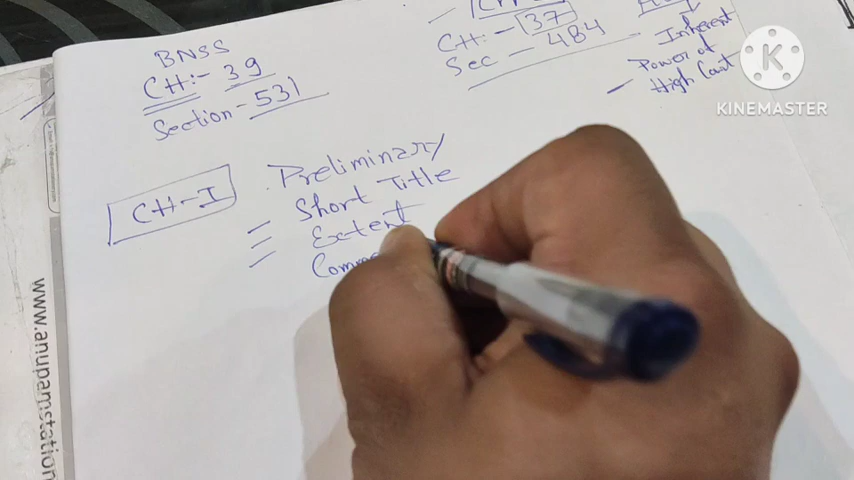 BNSS
CH:- 39
Section - 531
CH:- 37
Sec - 484
Inherent
Power of
High Court
KINEMASTER
CH-I
Preliminary
Short Title
Extent
www.anupamstation